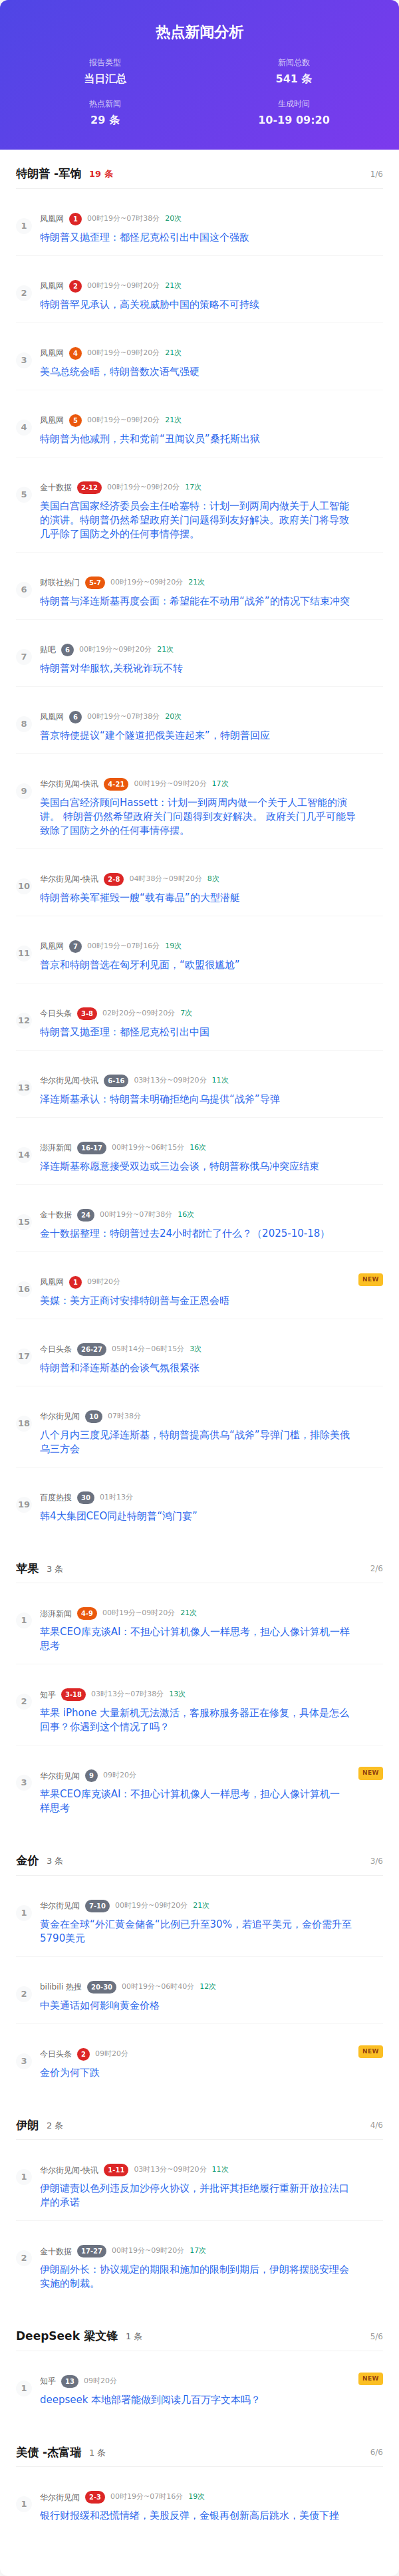 热点新闻分析
报告类型
新闻总数
当日汇总
541 条
热点新闻
生成时间
29 条
10-19 09:20
特朗普 -军饷 19 条 1/6
1
凤凰网 1 00时19分~07时38分 20次
特朗普又抛歪理：都怪尼克松引出中国这个强敌
2
凤凰网 2 00时19分~09时20分 21次
特朗普罕见承认，高关税威胁中国的策略不可持续
3
凤凰网 4 00时19分~09时20分 21次
美乌总统会晤，特朗普数次语气强硬
4
凤凰网 5 00时19分~09时20分 21次
特朗普为他减刑，共和党前“丑闻议员”桑托斯出狱
5
金十数据 2-12 00时19分~09时20分 17次
美国白宫国家经济委员会主任哈塞特：计划一到两周内做关于人工智能
的演讲。特朗普仍然希望政府关门问题得到友好解决。政府关门将导致
几乎除了国防之外的任何事情停摆。
6
财联社热门 5-7 00时19分~09时20分 21次
特朗普与泽连斯基再度会面：希望能在不动用“战斧”的情况下结束冲突
7
贴吧 6 00时19分~09时20分 21次
特朗普对华服软,关税讹诈玩不转
8
凤凰网 6 00时19分~07时38分 20次
普京特使提议“建个隧道把俄美连起来”，特朗普回应
9
华尔街见闻-快讯 4-21 00时19分~09时20分 17次
美国白宫经济顾问Hassett：计划一到两周内做一个关于人工智能的演
讲。 特朗普仍然希望政府关门问题得到友好解决。 政府关门几乎可能导
致除了国防之外的任何事情停摆。
10
华尔街见闻-快讯 2-8 04时38分~09时20分 8次
特朗普称美军摧毁一艘“载有毒品”的大型潜艇
11
凤凰网 7 00时19分~07时16分 19次
普京和特朗普选在匈牙利见面，“欧盟很尴尬”
12
今日头条 3-8 02时20分~09时20分 7次
特朗普又抛歪理：都怪尼克松引出中国
13
华尔街见闻-快讯 6-16 03时13分~09时20分 11次
泽连斯基承认：特朗普未明确拒绝向乌提供“战斧”导弹
14
澎湃新闻 16-17 00时19分~06时15分 16次
泽连斯基称愿意接受双边或三边会谈，特朗普称俄乌冲突应结束
15
金十数据 24 00时19分~07时38分 16次
金十数据整理：特朗普过去24小时都忙了什么？（2025-10-18）
16
凤凰网 1 09时20分 NEW
美媒：美方正商讨安排特朗普与金正恩会晤
17
今日头条 26-27 05时14分~06时15分 3次
特朗普和泽连斯基的会谈气氛很紧张
18
华尔街见闻 10 07时38分
八个月内三度见泽连斯基，特朗普提高供乌“战斧”导弹门槛，排除美俄
乌三方会
19
百度热搜 30 01时13分
韩4大集团CEO同赴特朗普“鸿门宴”
苹果 3 条 2/6
1
澎湃新闻 4-9 00时19分~09时20分 21次
苹果CEO库克谈AI：不担心计算机像人一样思考，担心人像计算机一样
思考
2
知乎 3-18 03时13分~07时38分 13次
苹果 iPhone 大量新机无法激活，客服称服务器正在修复，具体是怎么
回事？你遇到这个情况了吗？
3
华尔街见闻 9 09时20分 NEW
苹果CEO库克谈AI：不担心计算机像人一样思考，担心人像计算机一
样思考
金价 3 条 3/6
1
华尔街见闻 7-10 00时19分~09时20分 21次
黄金在全球“外汇黄金储备”比例已升至30%，若追平美元，金价需升至
5790美元
2
bilibili 热搜 20-30 00时19分~06时40分 12次
中美通话如何影响黄金价格
3
今日头条 2 09时20分 NEW
金价为何下跌
伊朗 2 条 4/6
1
华尔街见闻-快讯 1-11 03时13分~09时20分 11次
伊朗谴责以色列违反加沙停火协议，并批评其拒绝履行重新开放拉法口
岸的承诺
2
金十数据 17-27 00时19分~09时20分 17次
伊朗副外长：协议规定的期限和施加的限制到期后，伊朗将摆脱安理会
实施的制裁。
DeepSeek 梁文锋 1 条 5/6
1
知乎 13 09时20分 NEW
deepseek 本地部署能做到阅读几百万字文本吗？
美债 -杰富瑞 1 条 6/6
1
华尔街见闻 2-3 00时19分~07时16分 19次
银行财报缓和恐慌情绪，美股反弹，金银再创新高后跳水，美债下挫